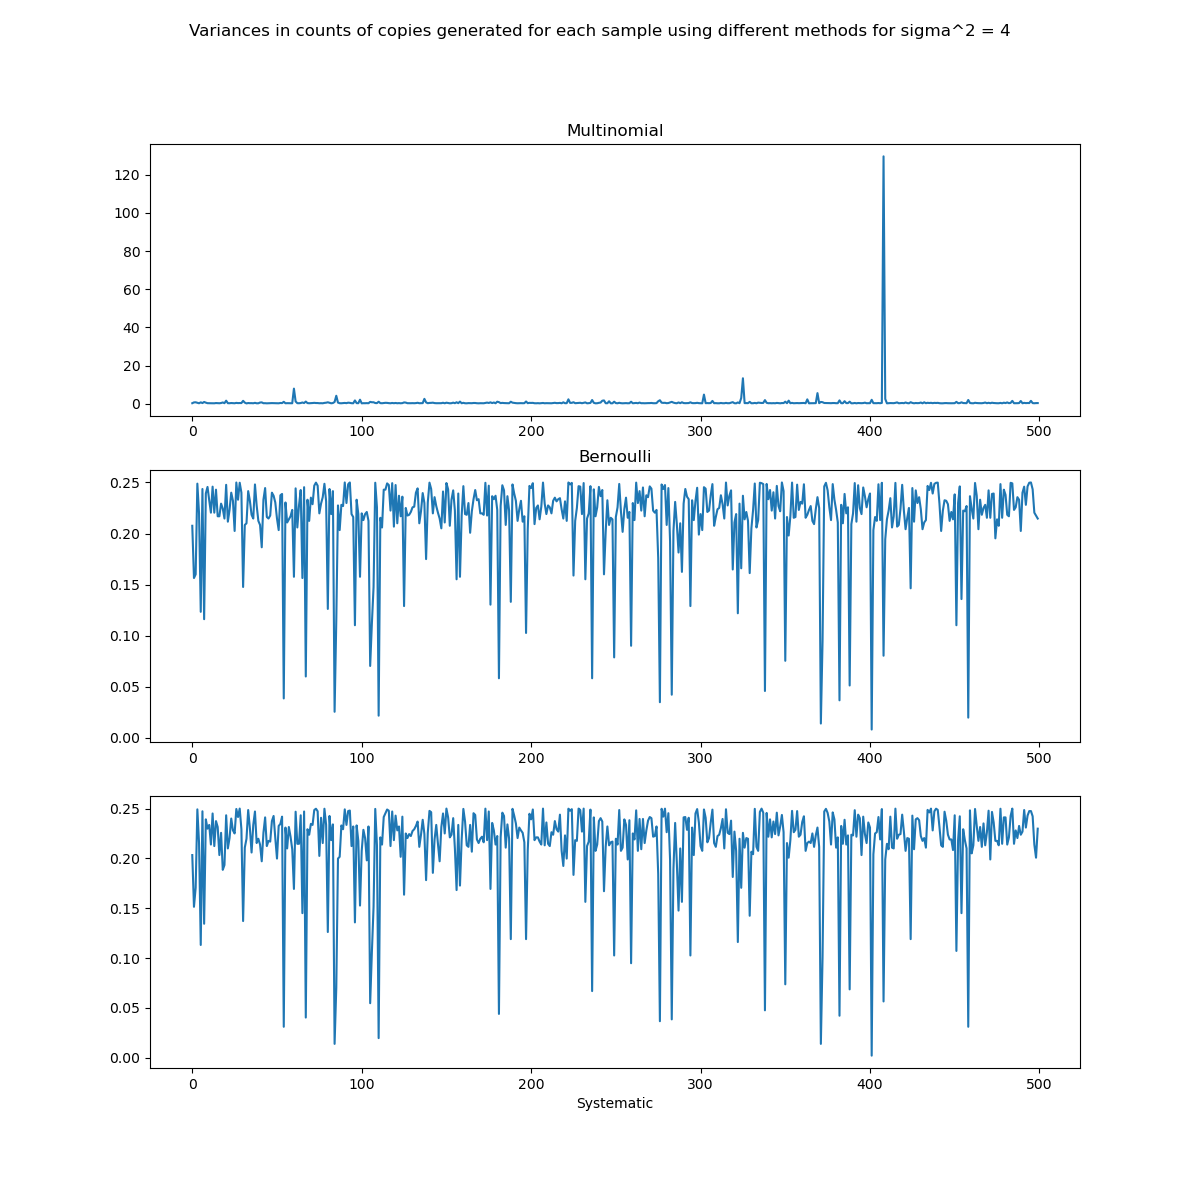 Variances in counts of copies generated for each sample using different methods for sigma^2 = 4
Multinomial
120
100
80
60
40
20
0
0 100 200 300 400 500
Bernoulli
0.25
0.20
0.15
0.10
0.05
0.00
0 100 200 300 400 500
0.25
0.20
0.15
0.10
0.05
0.00
0 100 200 300 400 500
Systematic